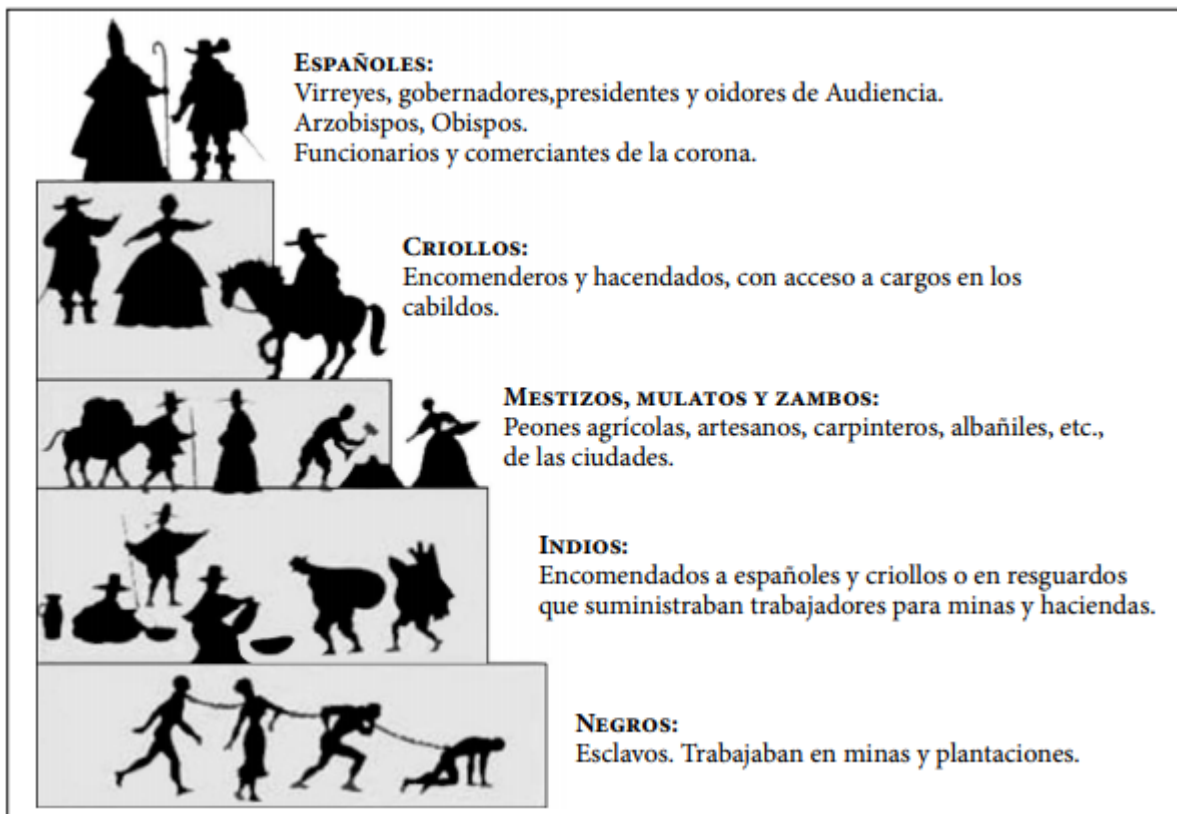 ESPAÑOLES:
Virreyes, gobernadores,presidentes y oidores de Audiencia.
Arzobispos, Obispos.
Funcionarios y comerciantes de la corona.
CRIOLLOS:
Encomenderos y hacendados, con acceso a cargos en los
cabildos.
MESTIZOS, MULATOS Y ZAMBOS:
Peones agrícolas, artesanos, carpinteros, albañiles, etc.,
de las ciudades.
INDIOS:
Encomendados a españoles y criollos o en resguardos
que suministraban trabajadores para minas y haciendas.
NEGROS:
Esclavos. Trabajaban en minas y plantaciones.